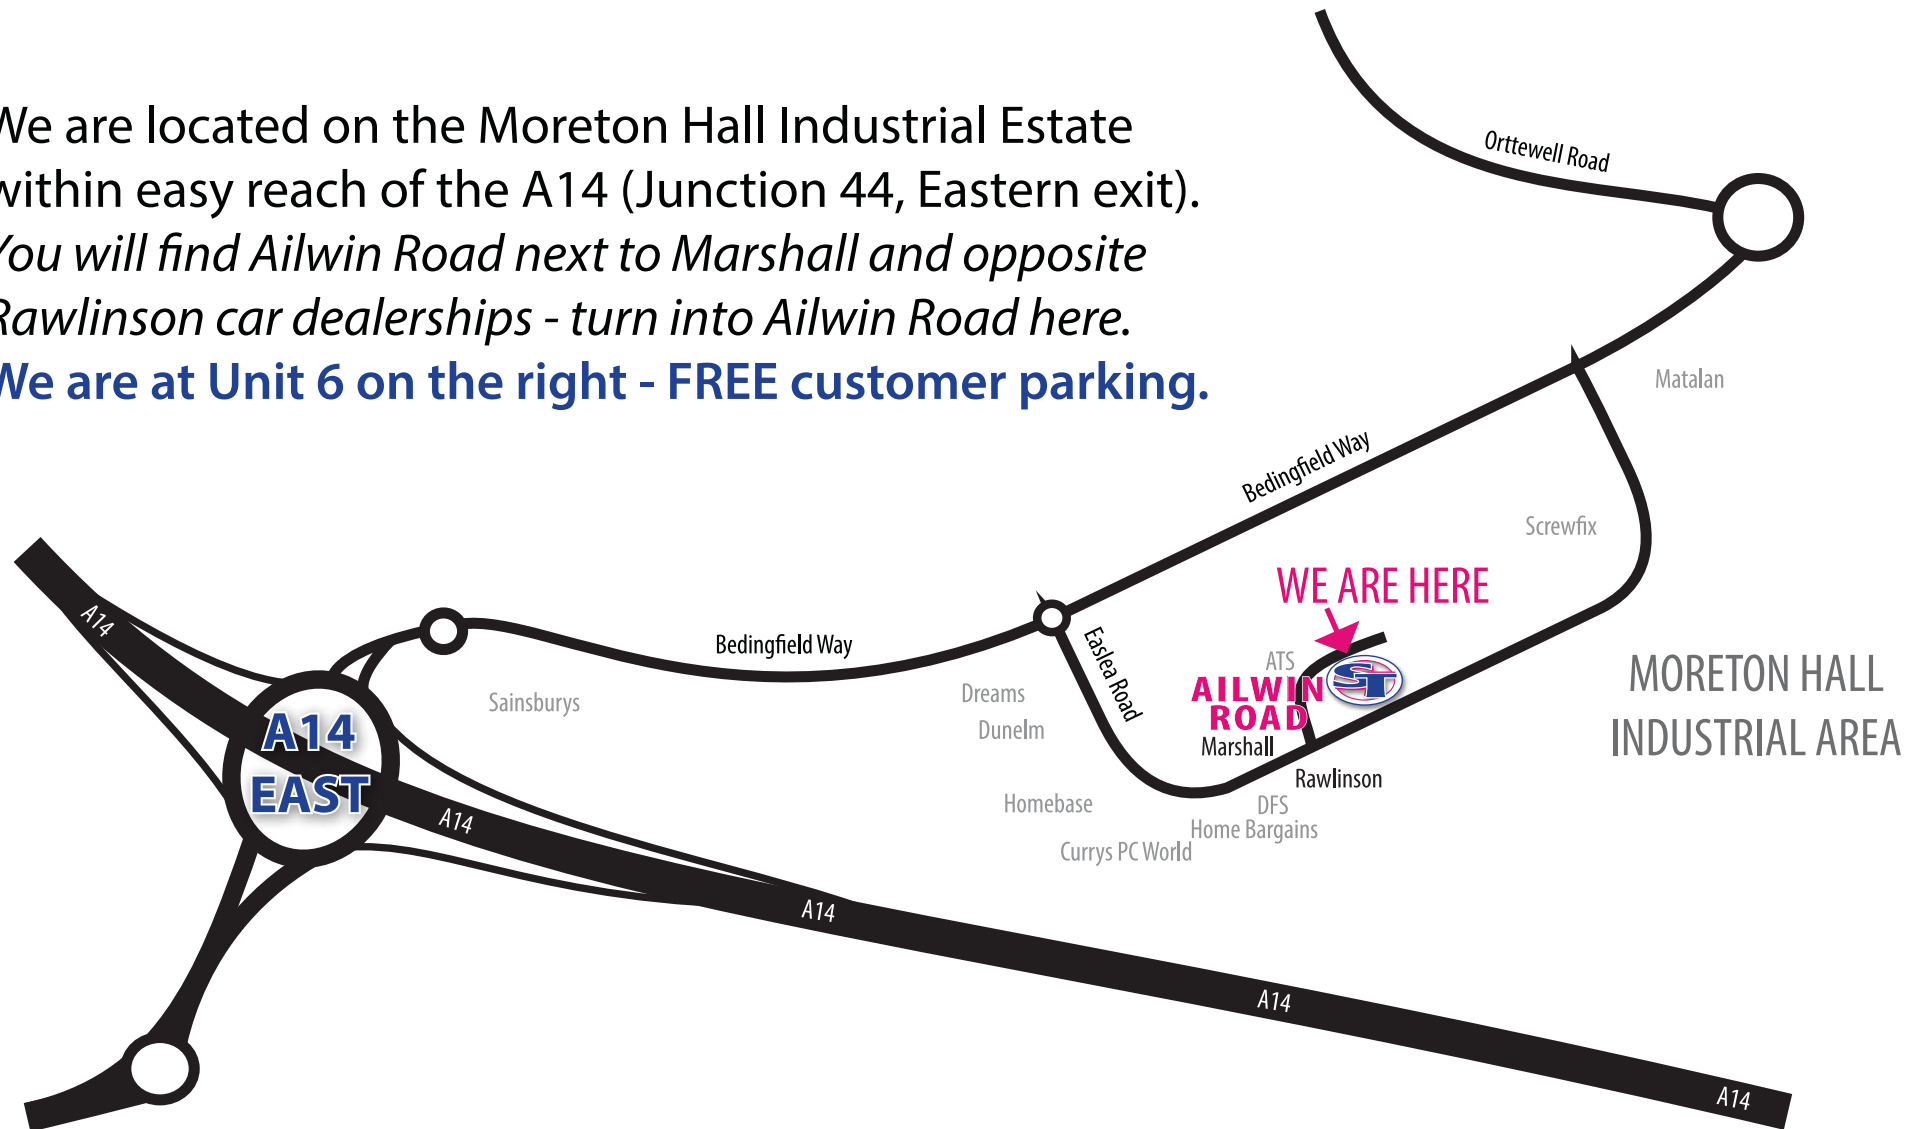 We are located on the Moreton Hall Industrial Estate
within easy reach of the A14 (Junction 44, Eastern exit).
You will find Ailwin Road next to Marshall and opposite
Rawlinson car dealerships - turn into Ailwin Road here.
We are at Unit 6 on the right - FREE customer parking.
Orttewell Road
Matalan
Bedingfield Way
Screwfix
WE ARE HERE
A14
Bedingfield Way
Easlea Road
ATS
ST
AILWIN
ROAD
Marshall
Rawlinson
MORETON HALL
INDUSTRIAL AREA
Sainsburys
Dreams
Dunelm
A14
EAST
Homebase
DFS
Home Bargains
Currys PC World
A14
A14
A14
A14